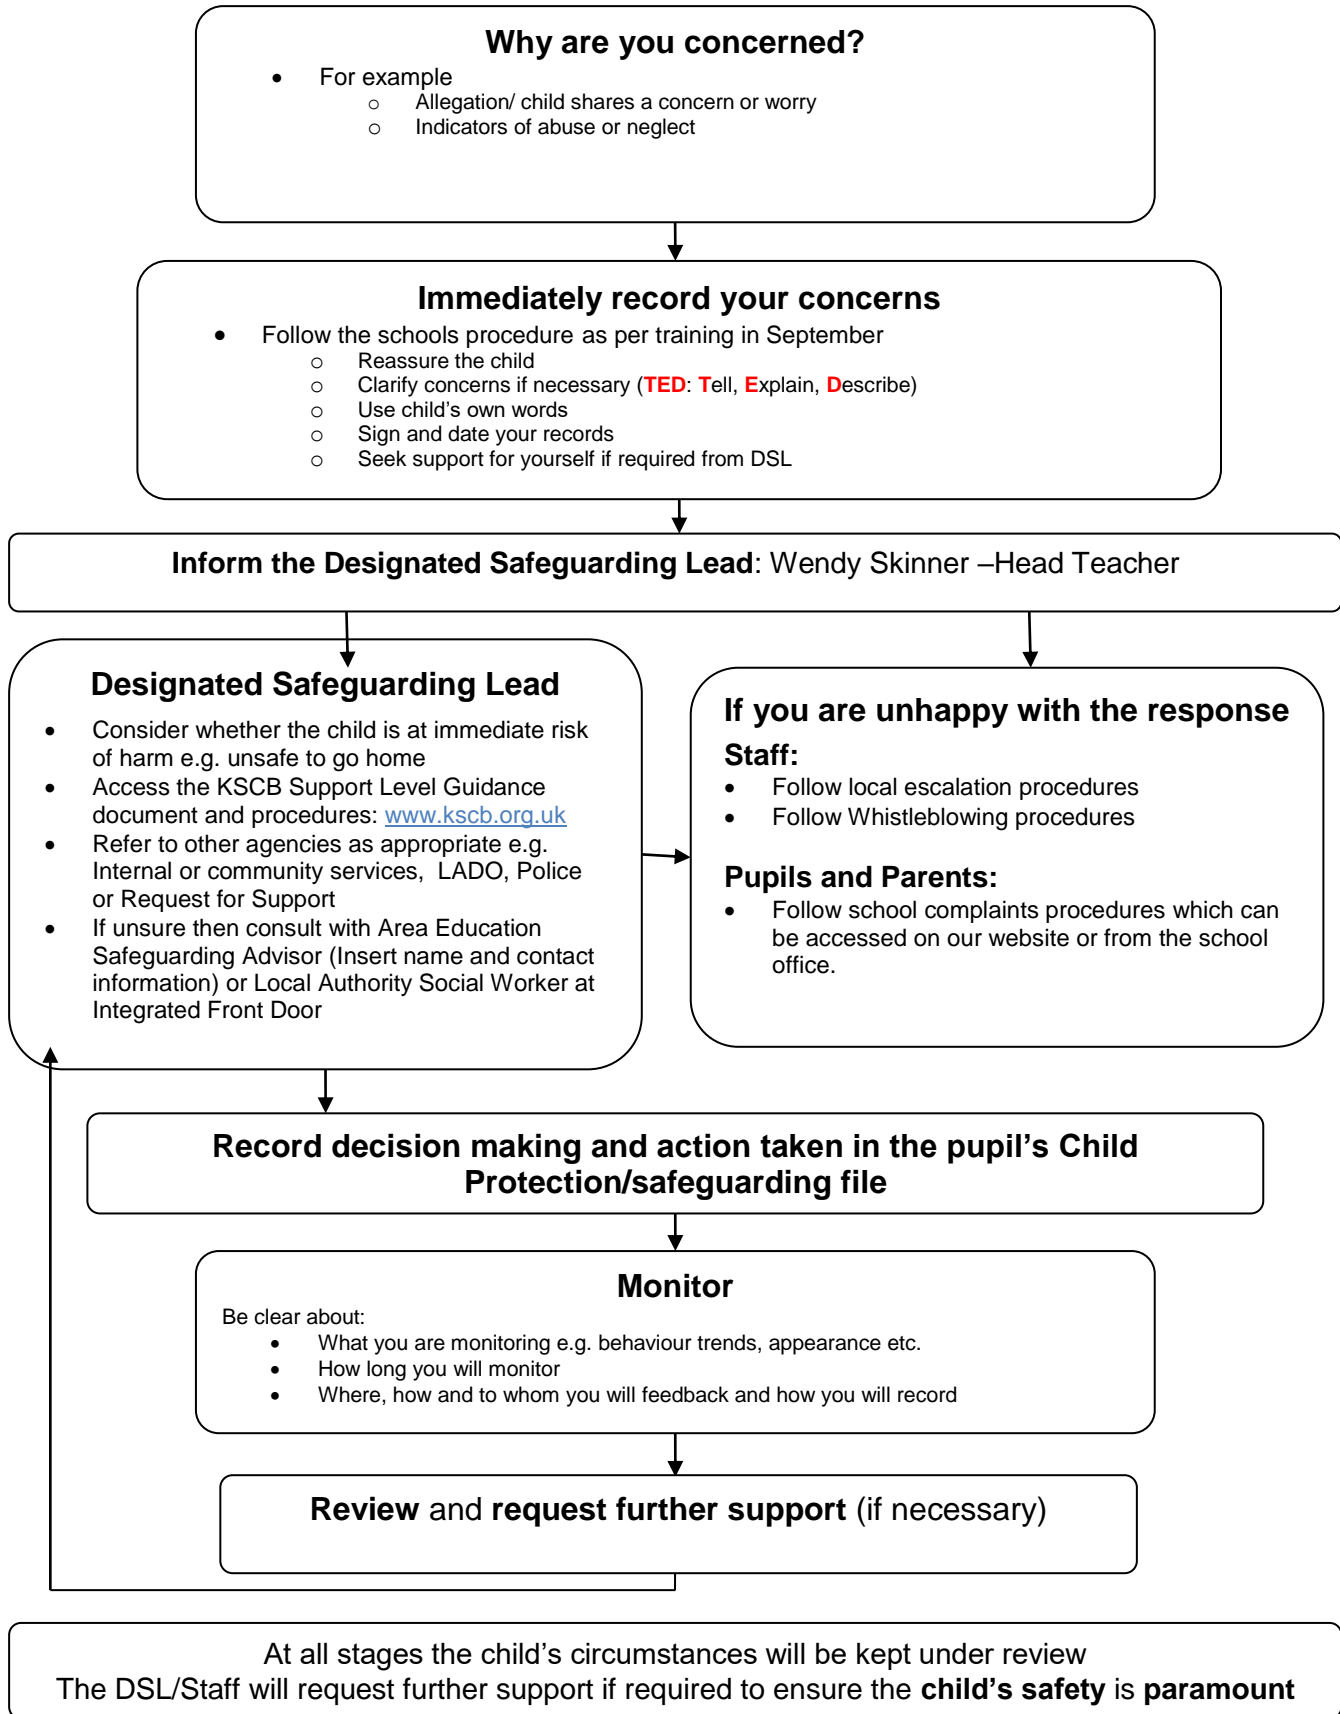 Why are you concerned?
• For example
o Allegation/ child shares a concern or worry
o Indicators of abuse or neglect
Immediately record your concerns
• Follow the schools procedure as per training in September
o Reassure the child
o Clarify concerns if necessary (TED: Tell, Explain, Describe)
o Use child’s own words
o Sign and date your records
o Seek support for yourself if required from DSL
Inform the Designated Safeguarding Lead: Wendy Skinner –Head Teacher
Designated Safeguarding Lead
• Consider whether the child is at immediate risk
of harm e.g. unsafe to go home
• Access the KSCB Support Level Guidance
document and procedures: www.kscb.org.uk
• Refer to other agencies as appropriate e.g.
Internal or community services, LADO, Police
or Request for Support
• If unsure then consult with Area Education
Safeguarding Advisor (Insert name and contact
information) or Local Authority Social Worker at
Integrated Front Door
If you are unhappy with the response
Staff:
• Follow local escalation procedures
• Follow Whistleblowing procedures
Pupils and Parents:
• Follow school complaints procedures which can
be accessed on our website or from the school
office.
Record decision making and action taken in the pupil’s Child
Protection/safeguarding file
Monitor
Be clear about:
• What you are monitoring e.g. behaviour trends, appearance etc.
• How long you will monitor
• Where, how and to whom you will feedback and how you will record
Review and request further support (if necessary)
At all stages the child’s circumstances will be kept under review
The DSL/Staff will request further support if required to ensure the child’s safety is paramount